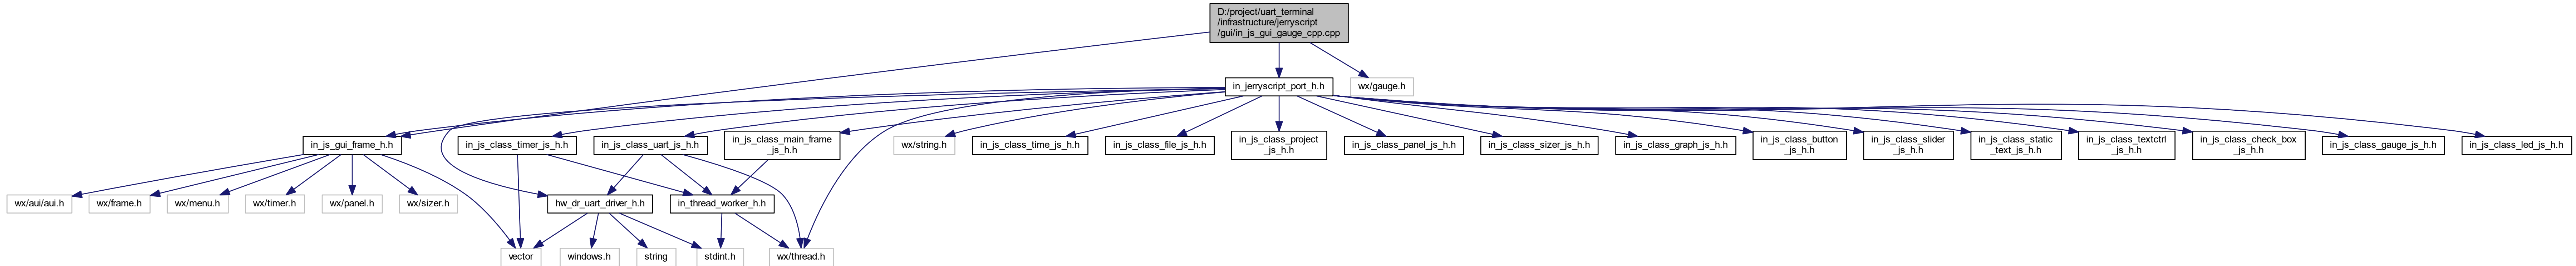 D:/project/uart_terminal
/infrastructure/jerryscript
/gui/in_js_gui_gauge_cpp.cpp
in_jerryscript_port_h.h
wx/gauge.h
in_js_gui_frame_h.h
in_js_class_timer_js_h.h
in_js_class_uart_js_h.h
in_js_class_main_frame
_js_h.h
wx/string.h
in_js_class_time_js_h.h
in_js_class_file_js_h.h
in_js_class_project
_js_h.h
in_js_class_panel_js_h.h
in_js_class_sizer_js_h.h
in_js_class_graph_js_h.h
in_js_class_button
_js_h.h
in_js_class_slider
_js_h.h
in_js_class_static
_text_js_h.h
in_js_class_textctrl
_js_h.h
in_js_class_check_box
_js_h.h
in_js_class_gauge_js_h.h
in_js_class_led_js_h.h
wx/aui/aui.h
wx/frame.h
wx/menu.h
wx/timer.h
wx/panel.h
wx/sizer.h
hw_dr_uart_driver_h.h
in_thread_worker_h.h
vector
windows.h
string
stdint.h
wx/thread.h